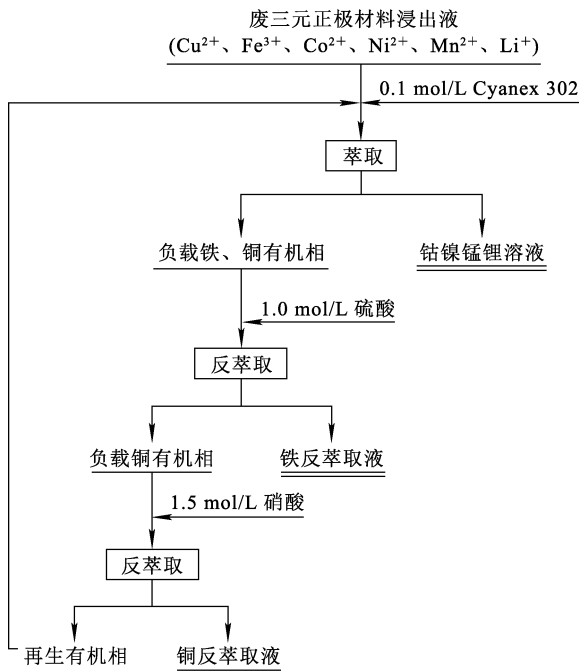 废三元正极材料浸出液
(Cu²⁺、Fe³⁺、Co²⁺、Ni²⁺、Mn²⁺、Li⁺)
0.1 mol/L Cyanex 302
萃取
负载铁、铜有机相
钴镍锰锂溶液
1.0 mol/L 硫酸
反萃取
负载铜有机相
铁反萃取液
1.5 mol/L 硝酸
反萃取
再生有机相
铜反萃取液